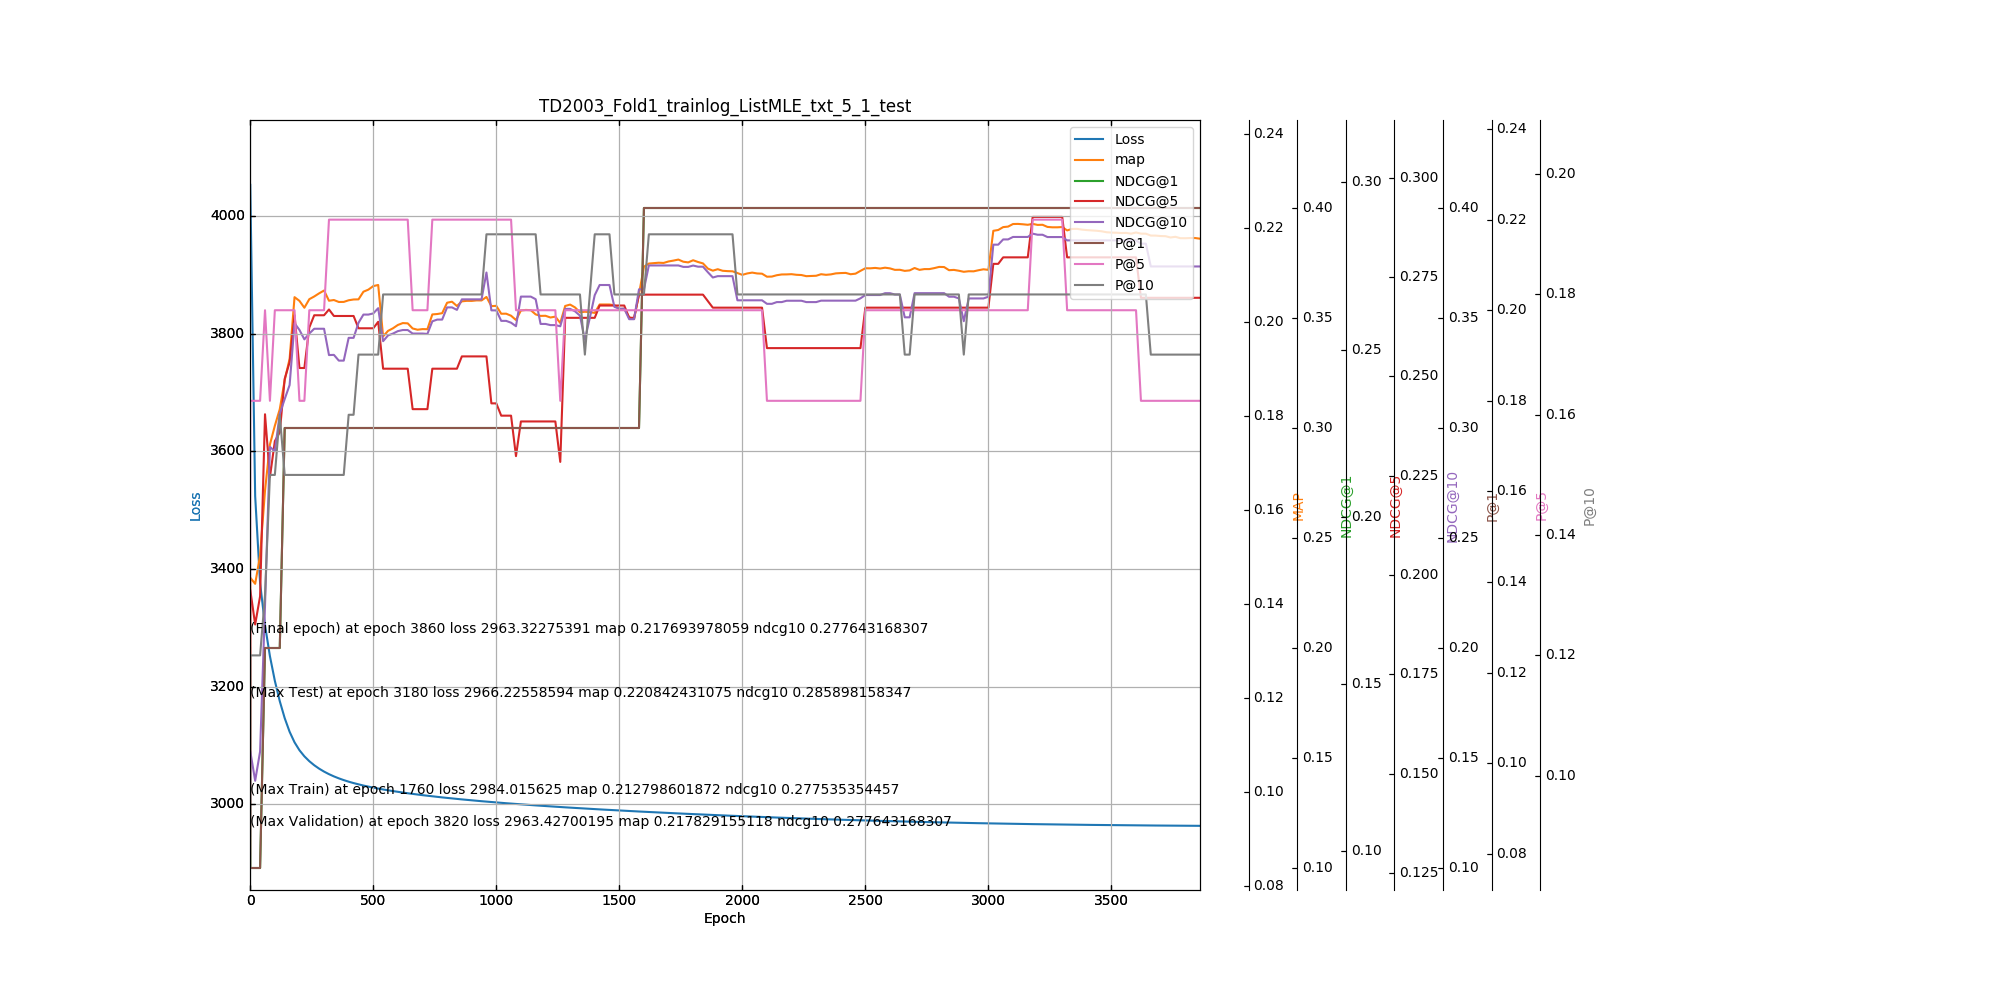 TD2003_Fold1_trainlog_ListMLE_txt_5_1_test
Loss
map
NDCG@1
NDCG@5
NDCG@10
P@1
P@5
P@10
4000
3800
3600
3400
3200
3000
Loss
(Final epoch) at epoch 3860 loss 2963.32275391 map 0.217693978059 ndcg10 0.277643168307
(Max Test) at epoch 3180 loss 2966.22558594 map 0.220842431075 ndcg10 0.285898158347
(Max Train) at epoch 1760 loss 2984.015625 map 0.212798601872 ndcg10 0.277535354457
(Max Validation) at epoch 3820 loss 2963.42700195 map 0.217829155118 ndcg10 0.277643168307
0 500 1000 1500 2000 2500 3000 3500
Epoch
0.24
0.22
0.20
0.18
0.16
0.14
0.12
0.10
0.08
MAP
0.40
0.35
0.30
0.25
0.20
0.15
0.10
NDCG@1
0.30
0.25
0.20
0.15
0.10
NDCG@5
0.300
0.275
0.250
0.225
0.200
0.175
0.150
0.125
NDCG@10
0.40
0.35
0.30
0.25
0.20
0.15
0.10
P@1
0.24
0.22
0.20
0.18
0.16
0.14
0.12
0.10
0.08
P@5
0.20
0.18
0.16
0.14
0.12
0.10
P@10